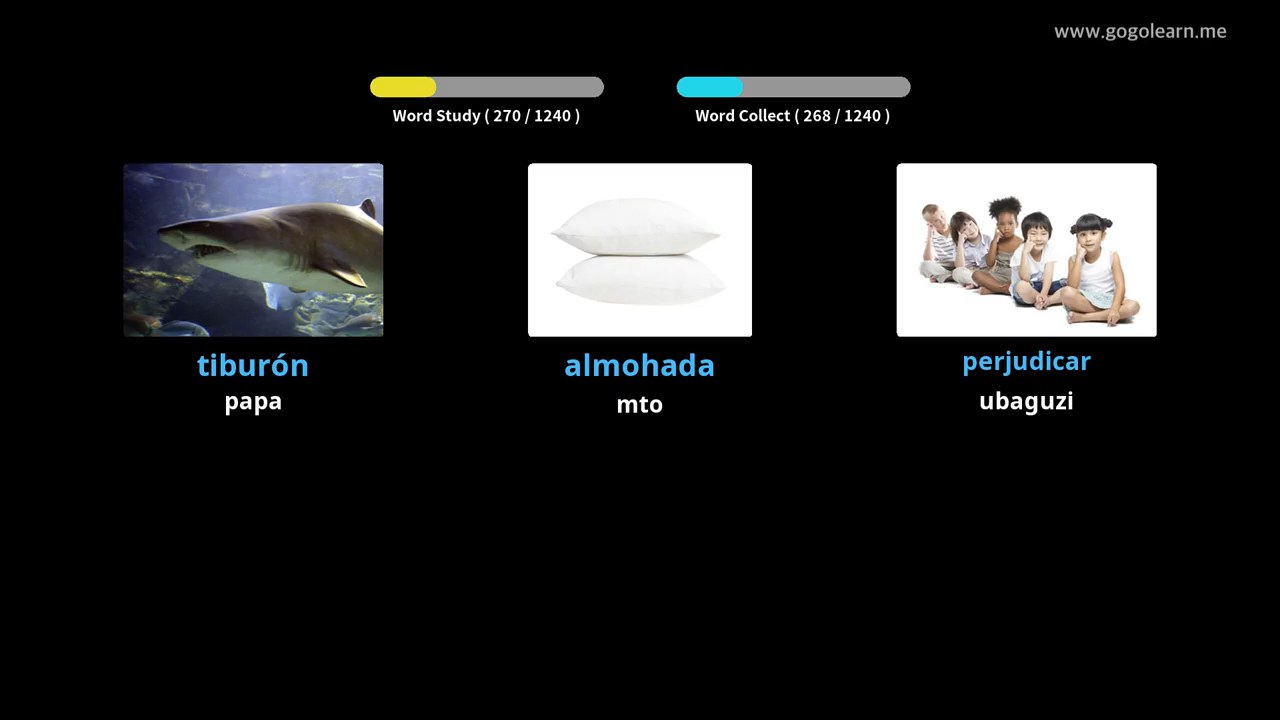 www.gogolearn.me
Word Study ( 270 / 1240 )
Word Collect ( 268 / 1240 )
tiburón
papa
almohada
mto
perjudicar
ubaguzi